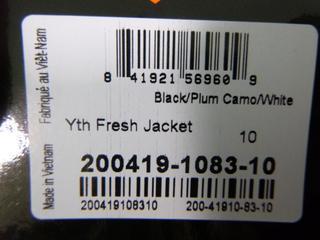 8 41921 56960 9
Black/Plum Camo/White
Yth Fresh Jacket 10
200419-1083-10
200419108310 200-41910-83-10
Made in Vietnam Fabriqué au Viêt-Nam